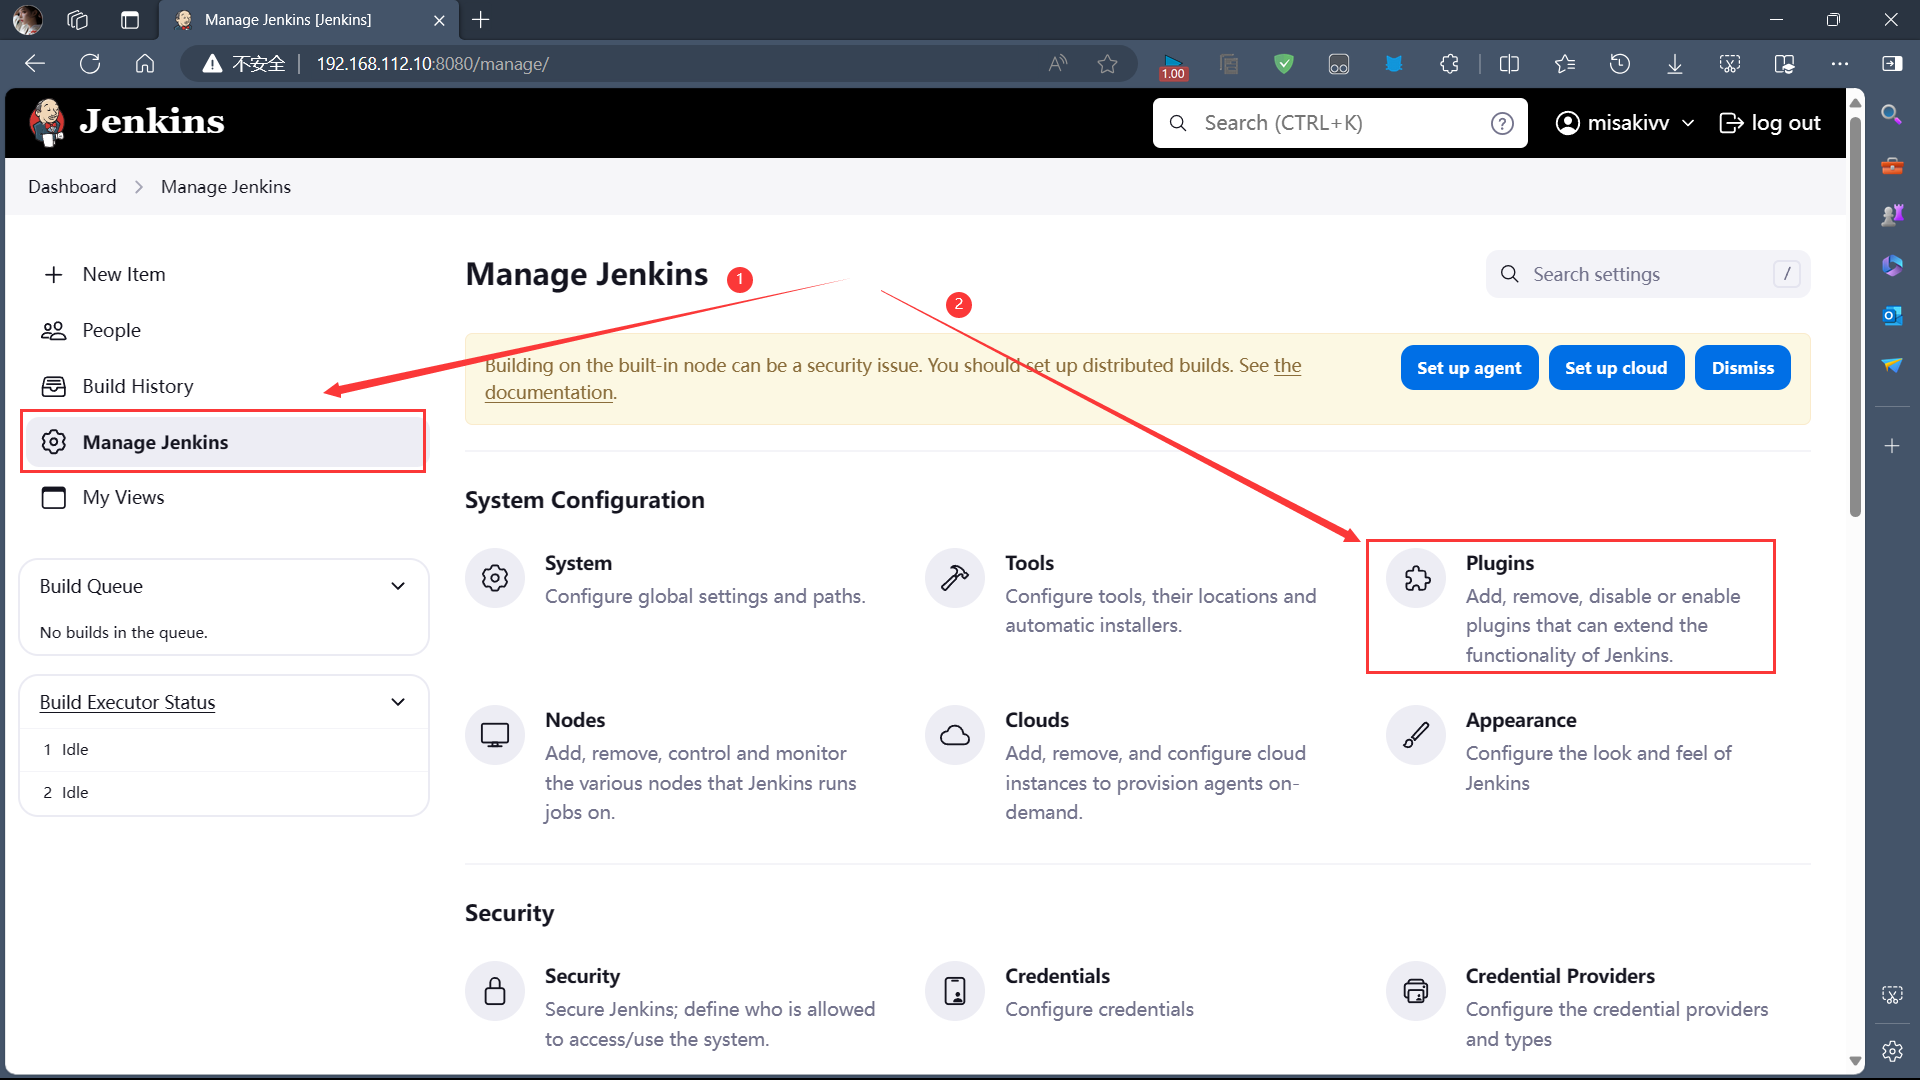 Manage Jenkins [Jenkins]
不安全
192.168.112.10:8080/manage/
1.00
Jenkins
Search (CTRL+K)
misakivv
log out
Dashboard
Manage Jenkins
New Item
People
Build History
Manage Jenkins
My Views
Build Queue
No builds in the queue.
Build Executor Status
1 Idle
2 Idle
Manage Jenkins
1
2
Search settings
/
Building on the built-in node can be a security issue. You should set up distributed builds. See the
documentation.
Set up agent
Set up cloud
Dismiss
System Configuration
System
Configure global settings and paths.
Tools
Configure tools, their locations and
automatic installers.
Plugins
Add, remove, disable or enable
plugins that can extend the
functionality of Jenkins.
Nodes
Add, remove, control and monitor
the various nodes that Jenkins runs
jobs on.
Clouds
Add, remove, and configure cloud
instances to provision agents on-
demand.
Appearance
Configure the look and feel of
Jenkins
Security
Security
Secure Jenkins; define who is allowed
to access/use the system.
Credentials
Configure credentials
Credential Providers
Configure the credential providers
and types